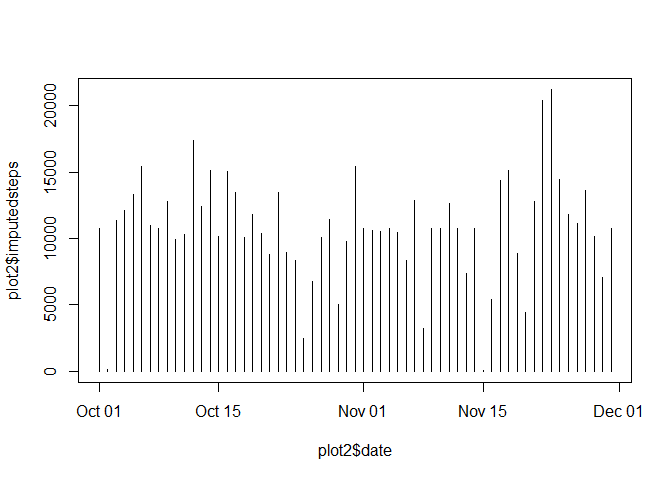 20000
15000
10000
5000
0
plot2$imputedsteps
Oct 01
Oct 15
Nov 01
Nov 15
Dec 01
plot2$date